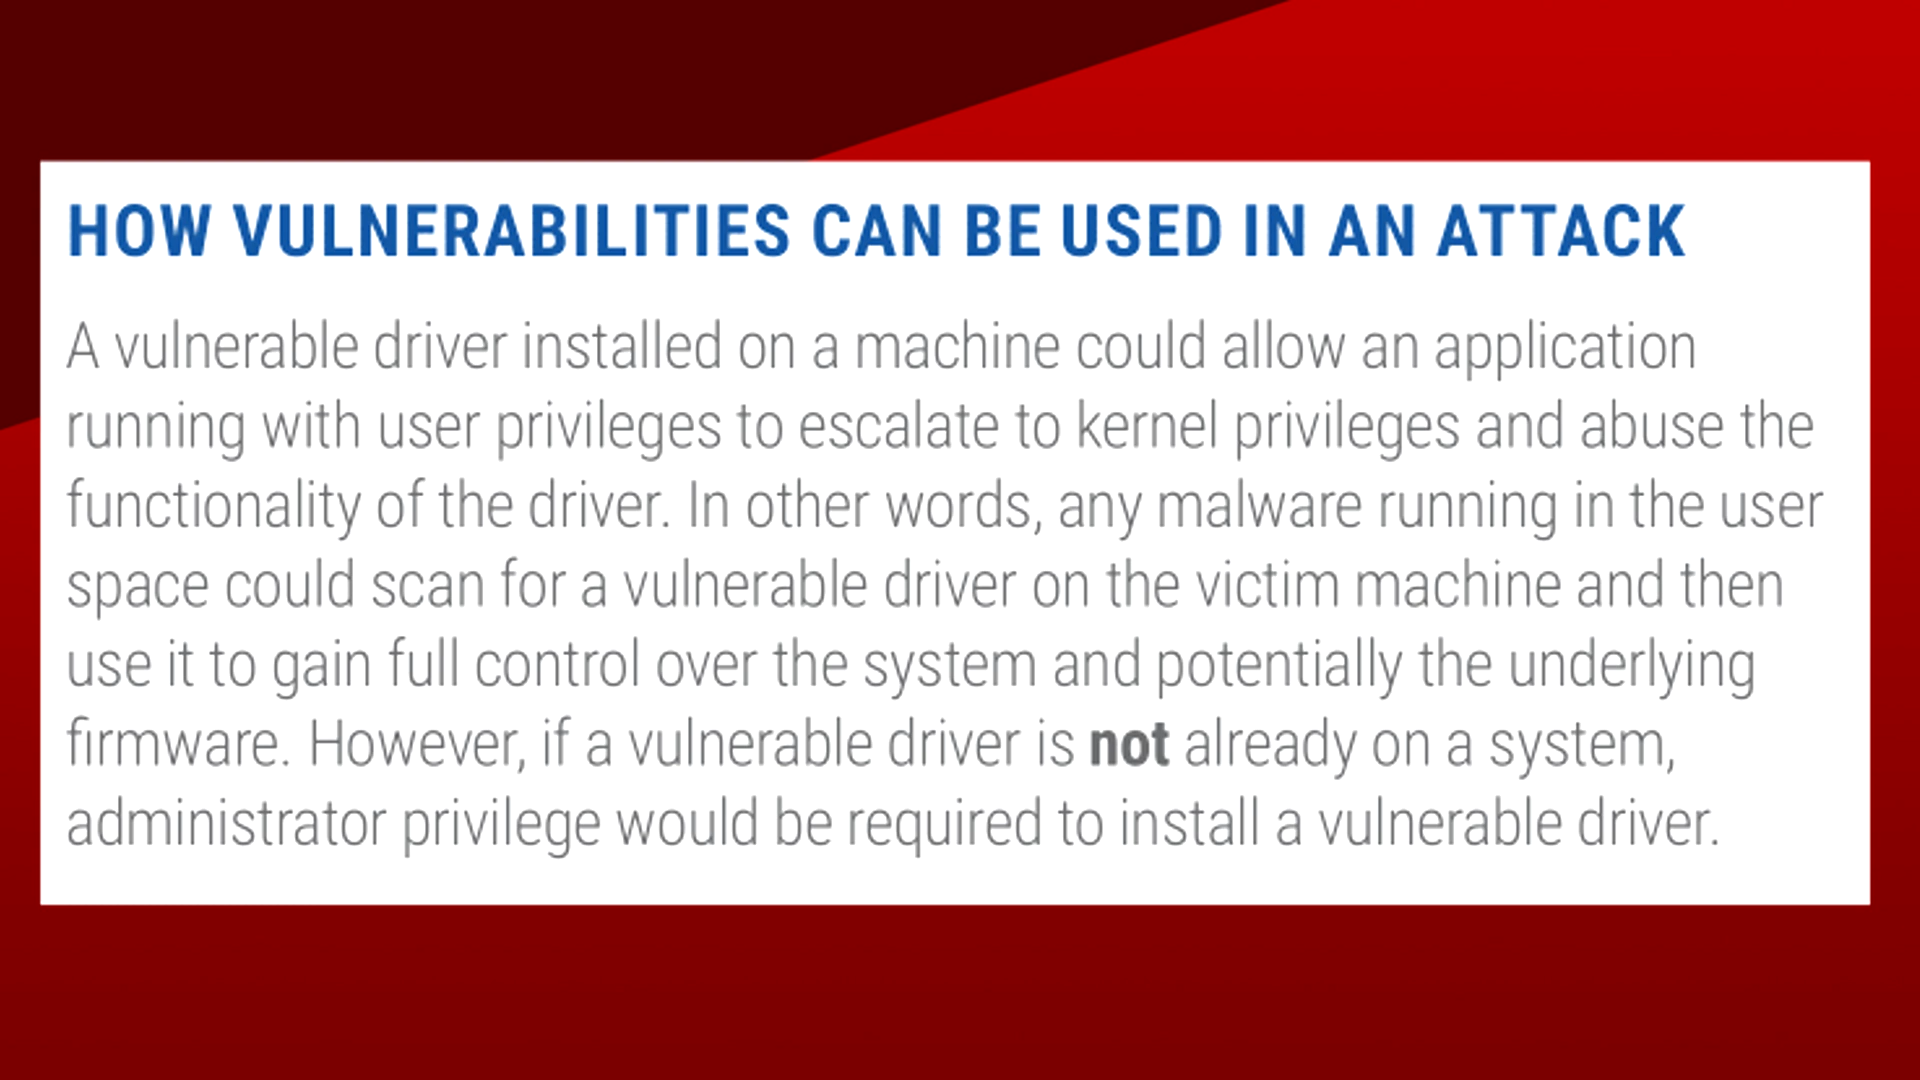 HOW VULNERABILITIES CAN BE USED IN AN ATTACK
A vulnerable driver installed on a machine could allow an application
running with user privileges to escalate to kernel privileges and abuse the
functionality of the driver. In other words, any malware running in the user
space could scan for a vulnerable driver on the victim machine and then
use it to gain full control over the system and potentially the underlying
firmware. However, if a vulnerable driver is not already on a system,
administrator privilege would be required to install a vulnerable driver.